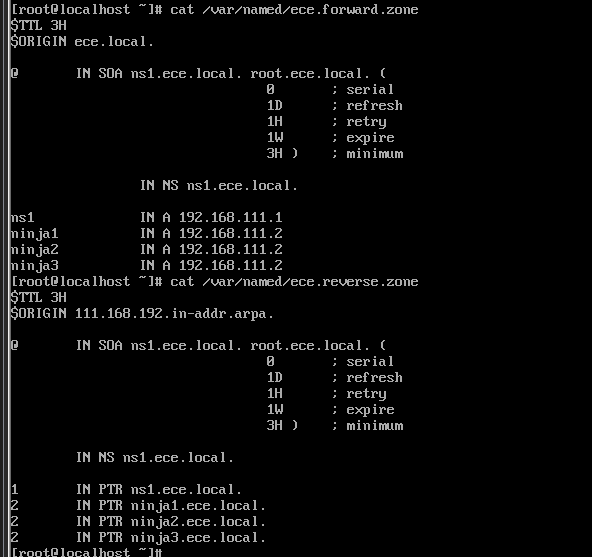 [root@localhost ~]# cat /var/named/ece.forward.zone
$TTL 3H
$ORIGIN ece.local.
@ IN SOA ns1.ece.local. root.ece.local. (
0 ; serial
1D ; refresh
1H ; retry
1W ; expire
3H ) ; minimum
IN NS ns1.ece.local.
ns1 IN A 192.168.111.1
ninja1 IN A 192.168.111.2
ninja2 IN A 192.168.111.2
ninja3 IN A 192.168.111.2
[root@localhost ~]# cat /var/named/ece.reverse.zone
$TTL 3H
$ORIGIN 111.168.192.in-addr.arpa.
@ IN SOA ns1.ece.local. root.ece.local. (
0 ; serial
1D ; refresh
1H ; retry
1W ; expire
3H ) ; minimum
IN NS ns1.ece.local.
1 IN PTR ns1.ece.local.
2 IN PTR ninja1.ece.local.
2 IN PTR ninja2.ece.local.
2 IN PTR ninja3.ece.local.
[root@localhost ~]#